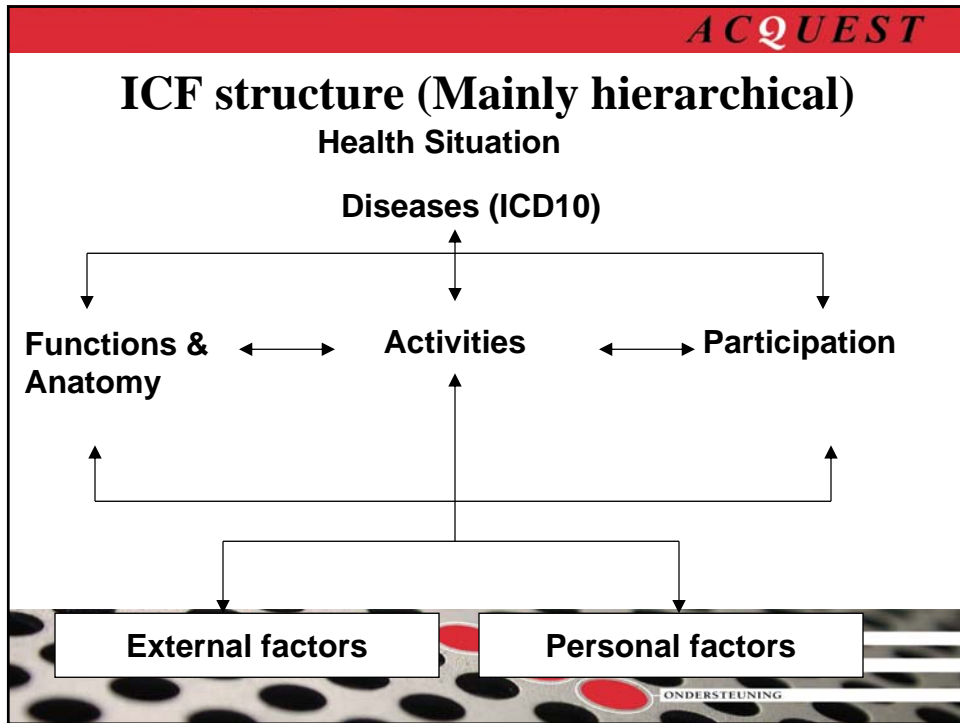 ACQUEST
ICF structure (Mainly hierarchical)
Health Situation
Diseases (ICD10)
Functions &
Anatomy
Activities
Participation
External factors
Personal factors
ONDERSTEUNING